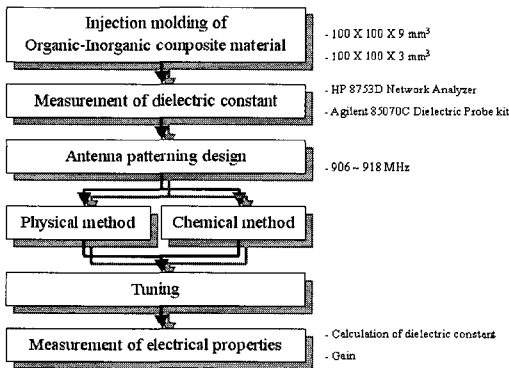 Injection molding of
Organic-Inorganic composite material
- 100 X 100 X 9 mm³
- 100 X 100 X 3 mm³
Measurement of dielectric constant
- HP 8753D Network Analyzer
- Agilent 85070C Dielectric Probe kit
Antenna patterning design
- 906 ~ 918 MHz
Physical method
Chemical method
Tuning
Measurement of electrical properties
- Calculation of dielectric constant
- Gain